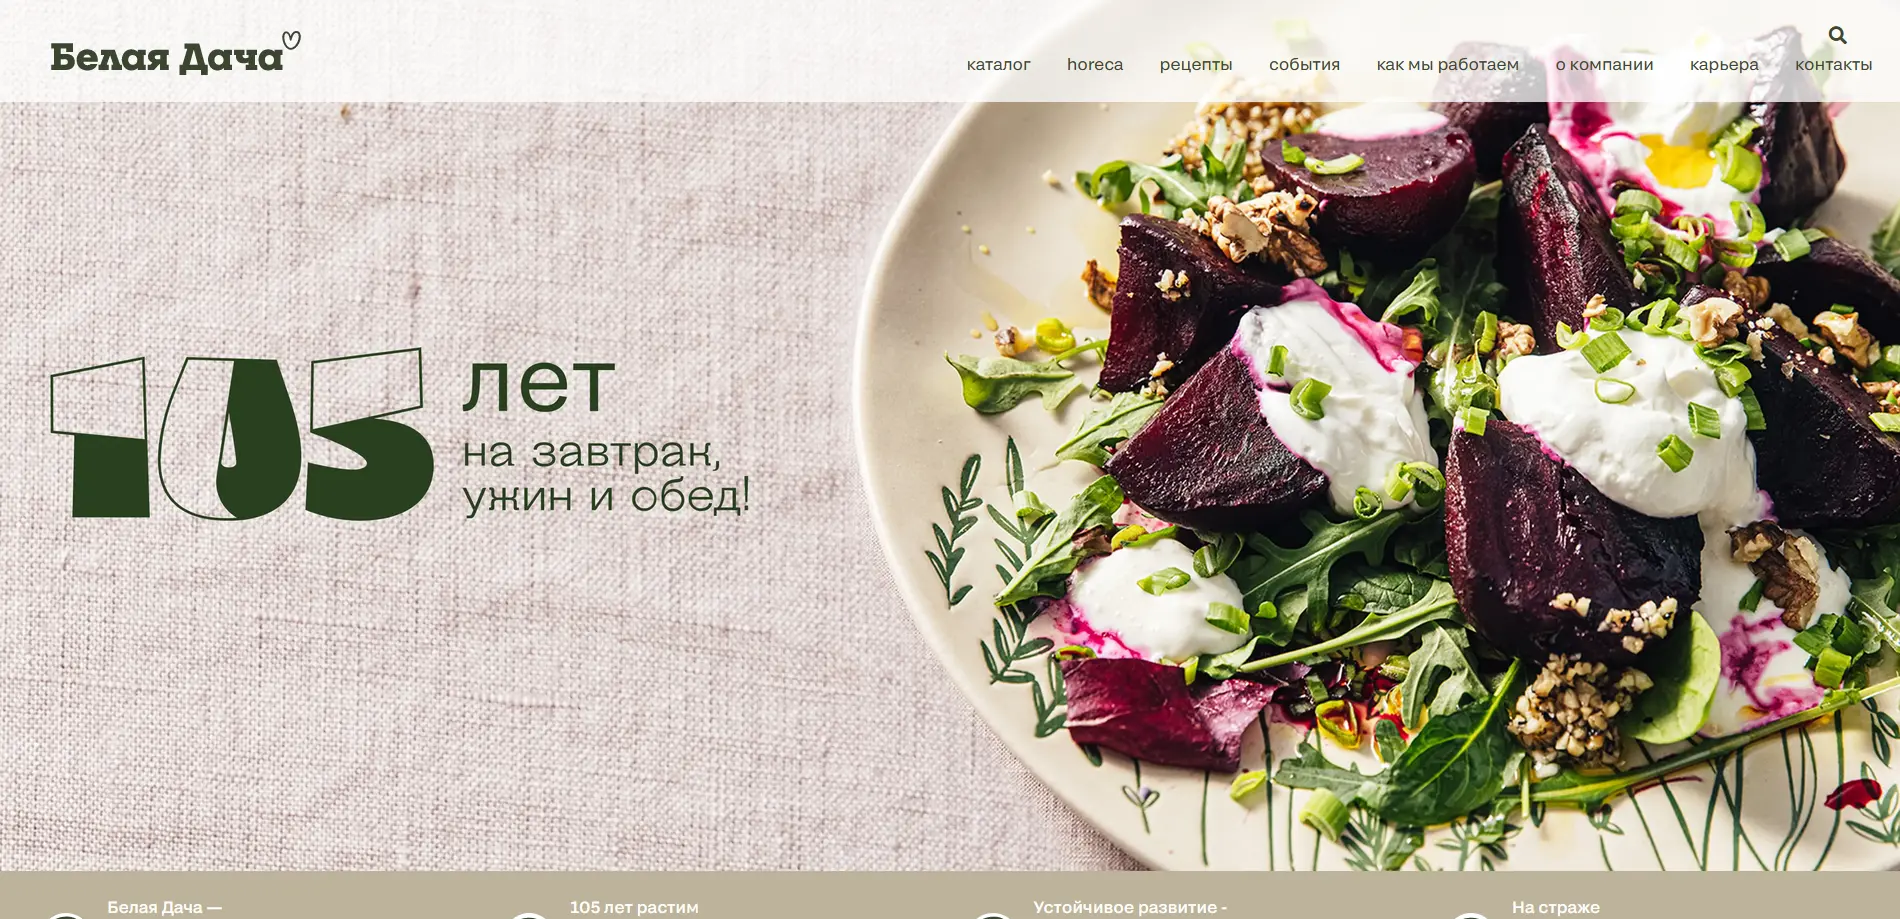 Белая Дача
каталог horeca рецепты события как мы работаем о компании карьера контакты
105 лет
на завтрак,
ужин и обед!
Белая Дача —
105 лет растим
Устойчивое развитие -
На страже